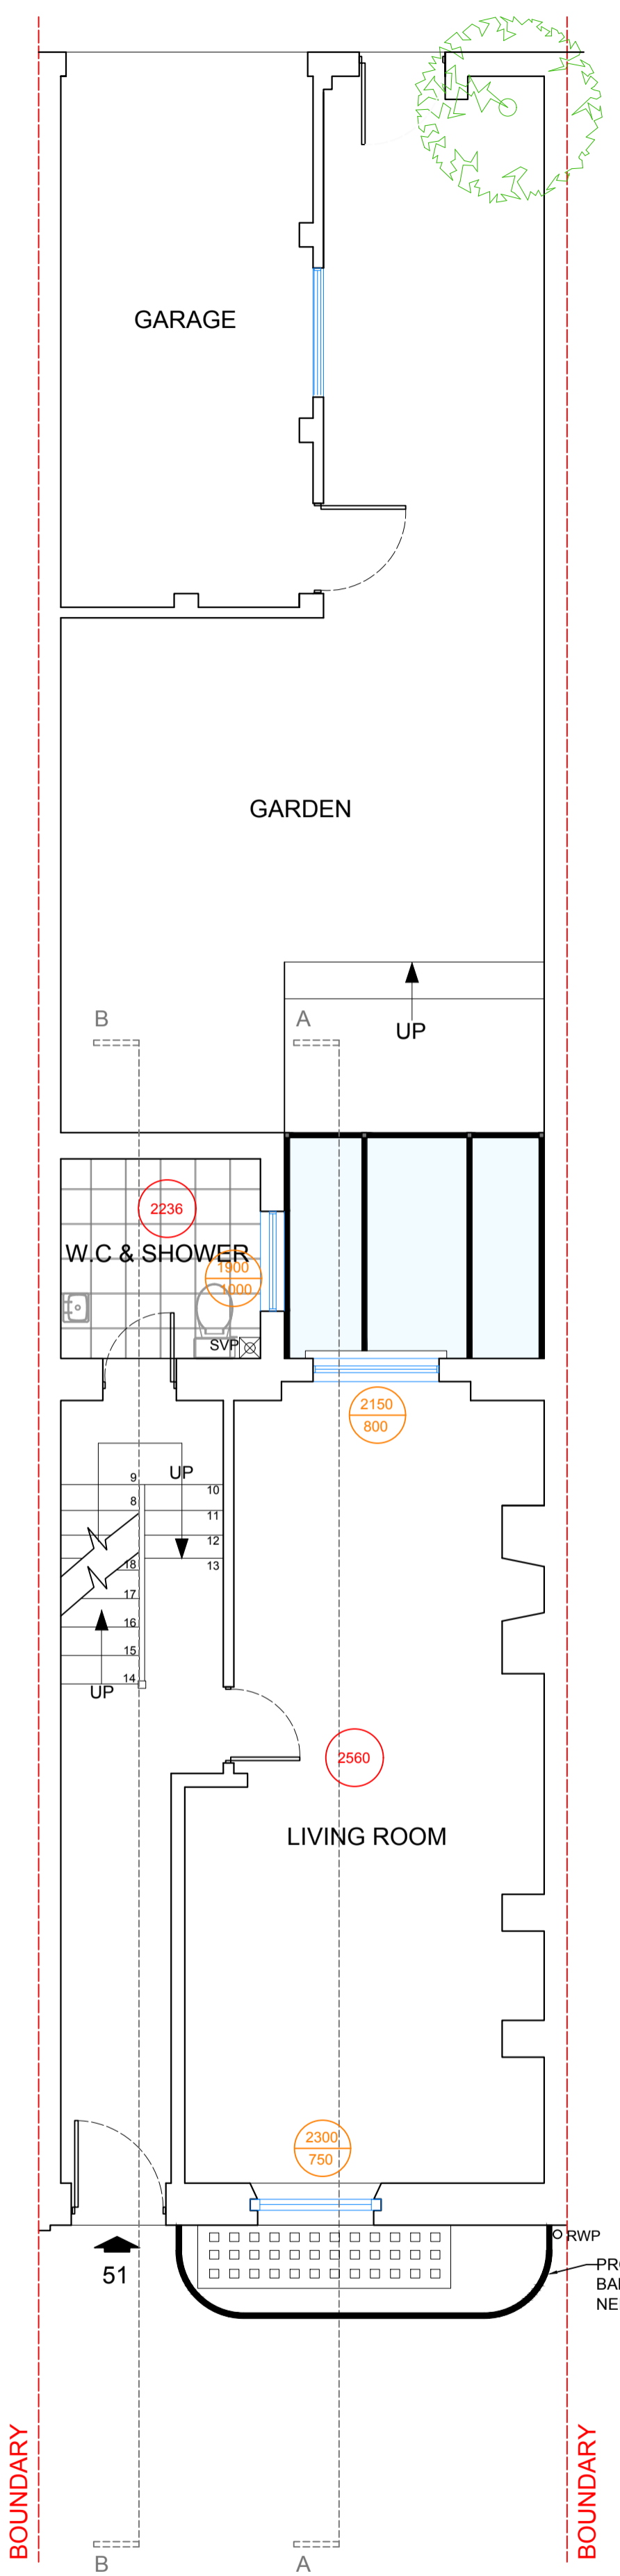 GARAGE
GARDEN
B
A
UP
2236
W.C & SHOWER
1900
1000
SVP
2150
800
9
UP
10
8
11
12
13
18
17
16
15
14
UP
2560
LIVING ROOM
2300
750
RWP
51
BOUNDARY
BOUNDARY
B
A